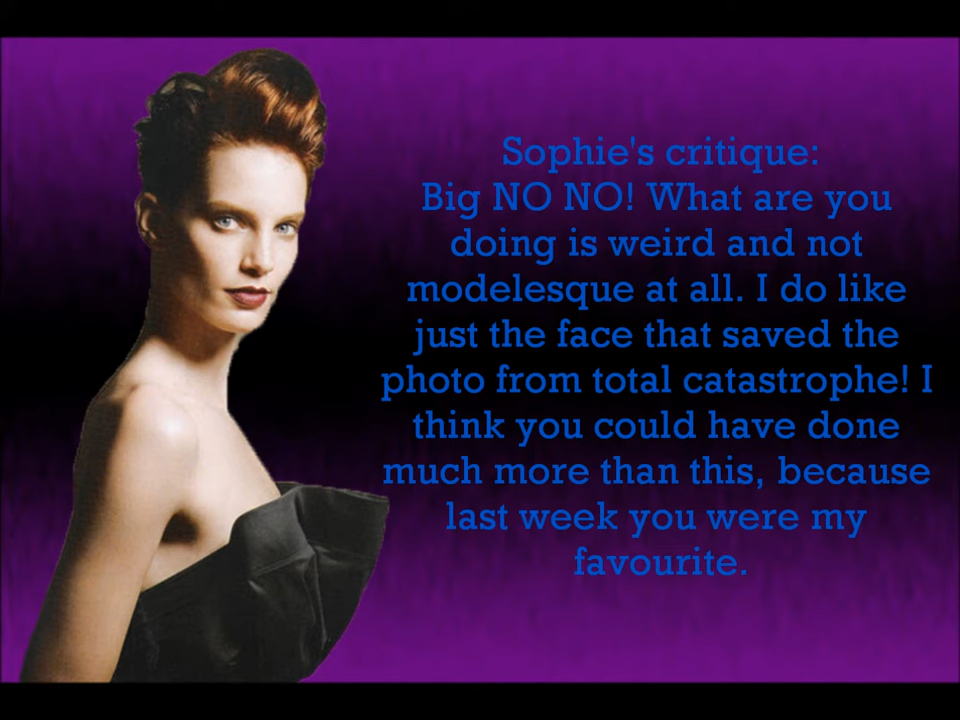 Sophie's critique:
Big NO NO! What are you
doing is weird and not
modelesque at all. I do like
just the face that saved the
photo from total catastrophe! I
think you could have done
much more than this, because
last week you were my
favourite.